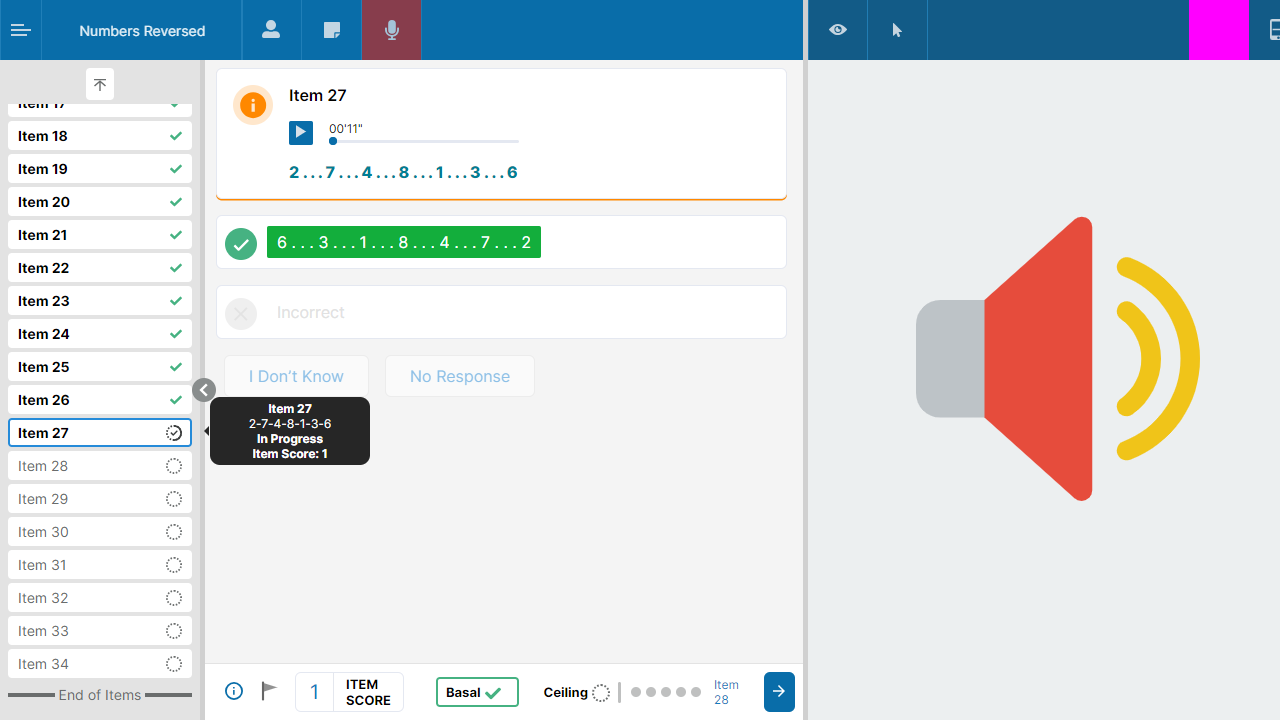 Numbers Reversed
Item 17
Item 18
Item 19
Item 20
Item 21
Item 22
Item 23
Item 24
Item 25
Item 26
Item 27
Item 28
Item 29
Item 30
Item 31
Item 32
Item 33
Item 34
End of Items
Item 27
00'11"
2...7...4...8...1...3...6
6...3...1...8...4...7...2
Incorrect
I Don't Know
No Response
Item 27
2-7-4-8-1-3-6
In Progress
Item Score: 1
1
ITEM
SCORE
Basal
Ceiling
Item
28